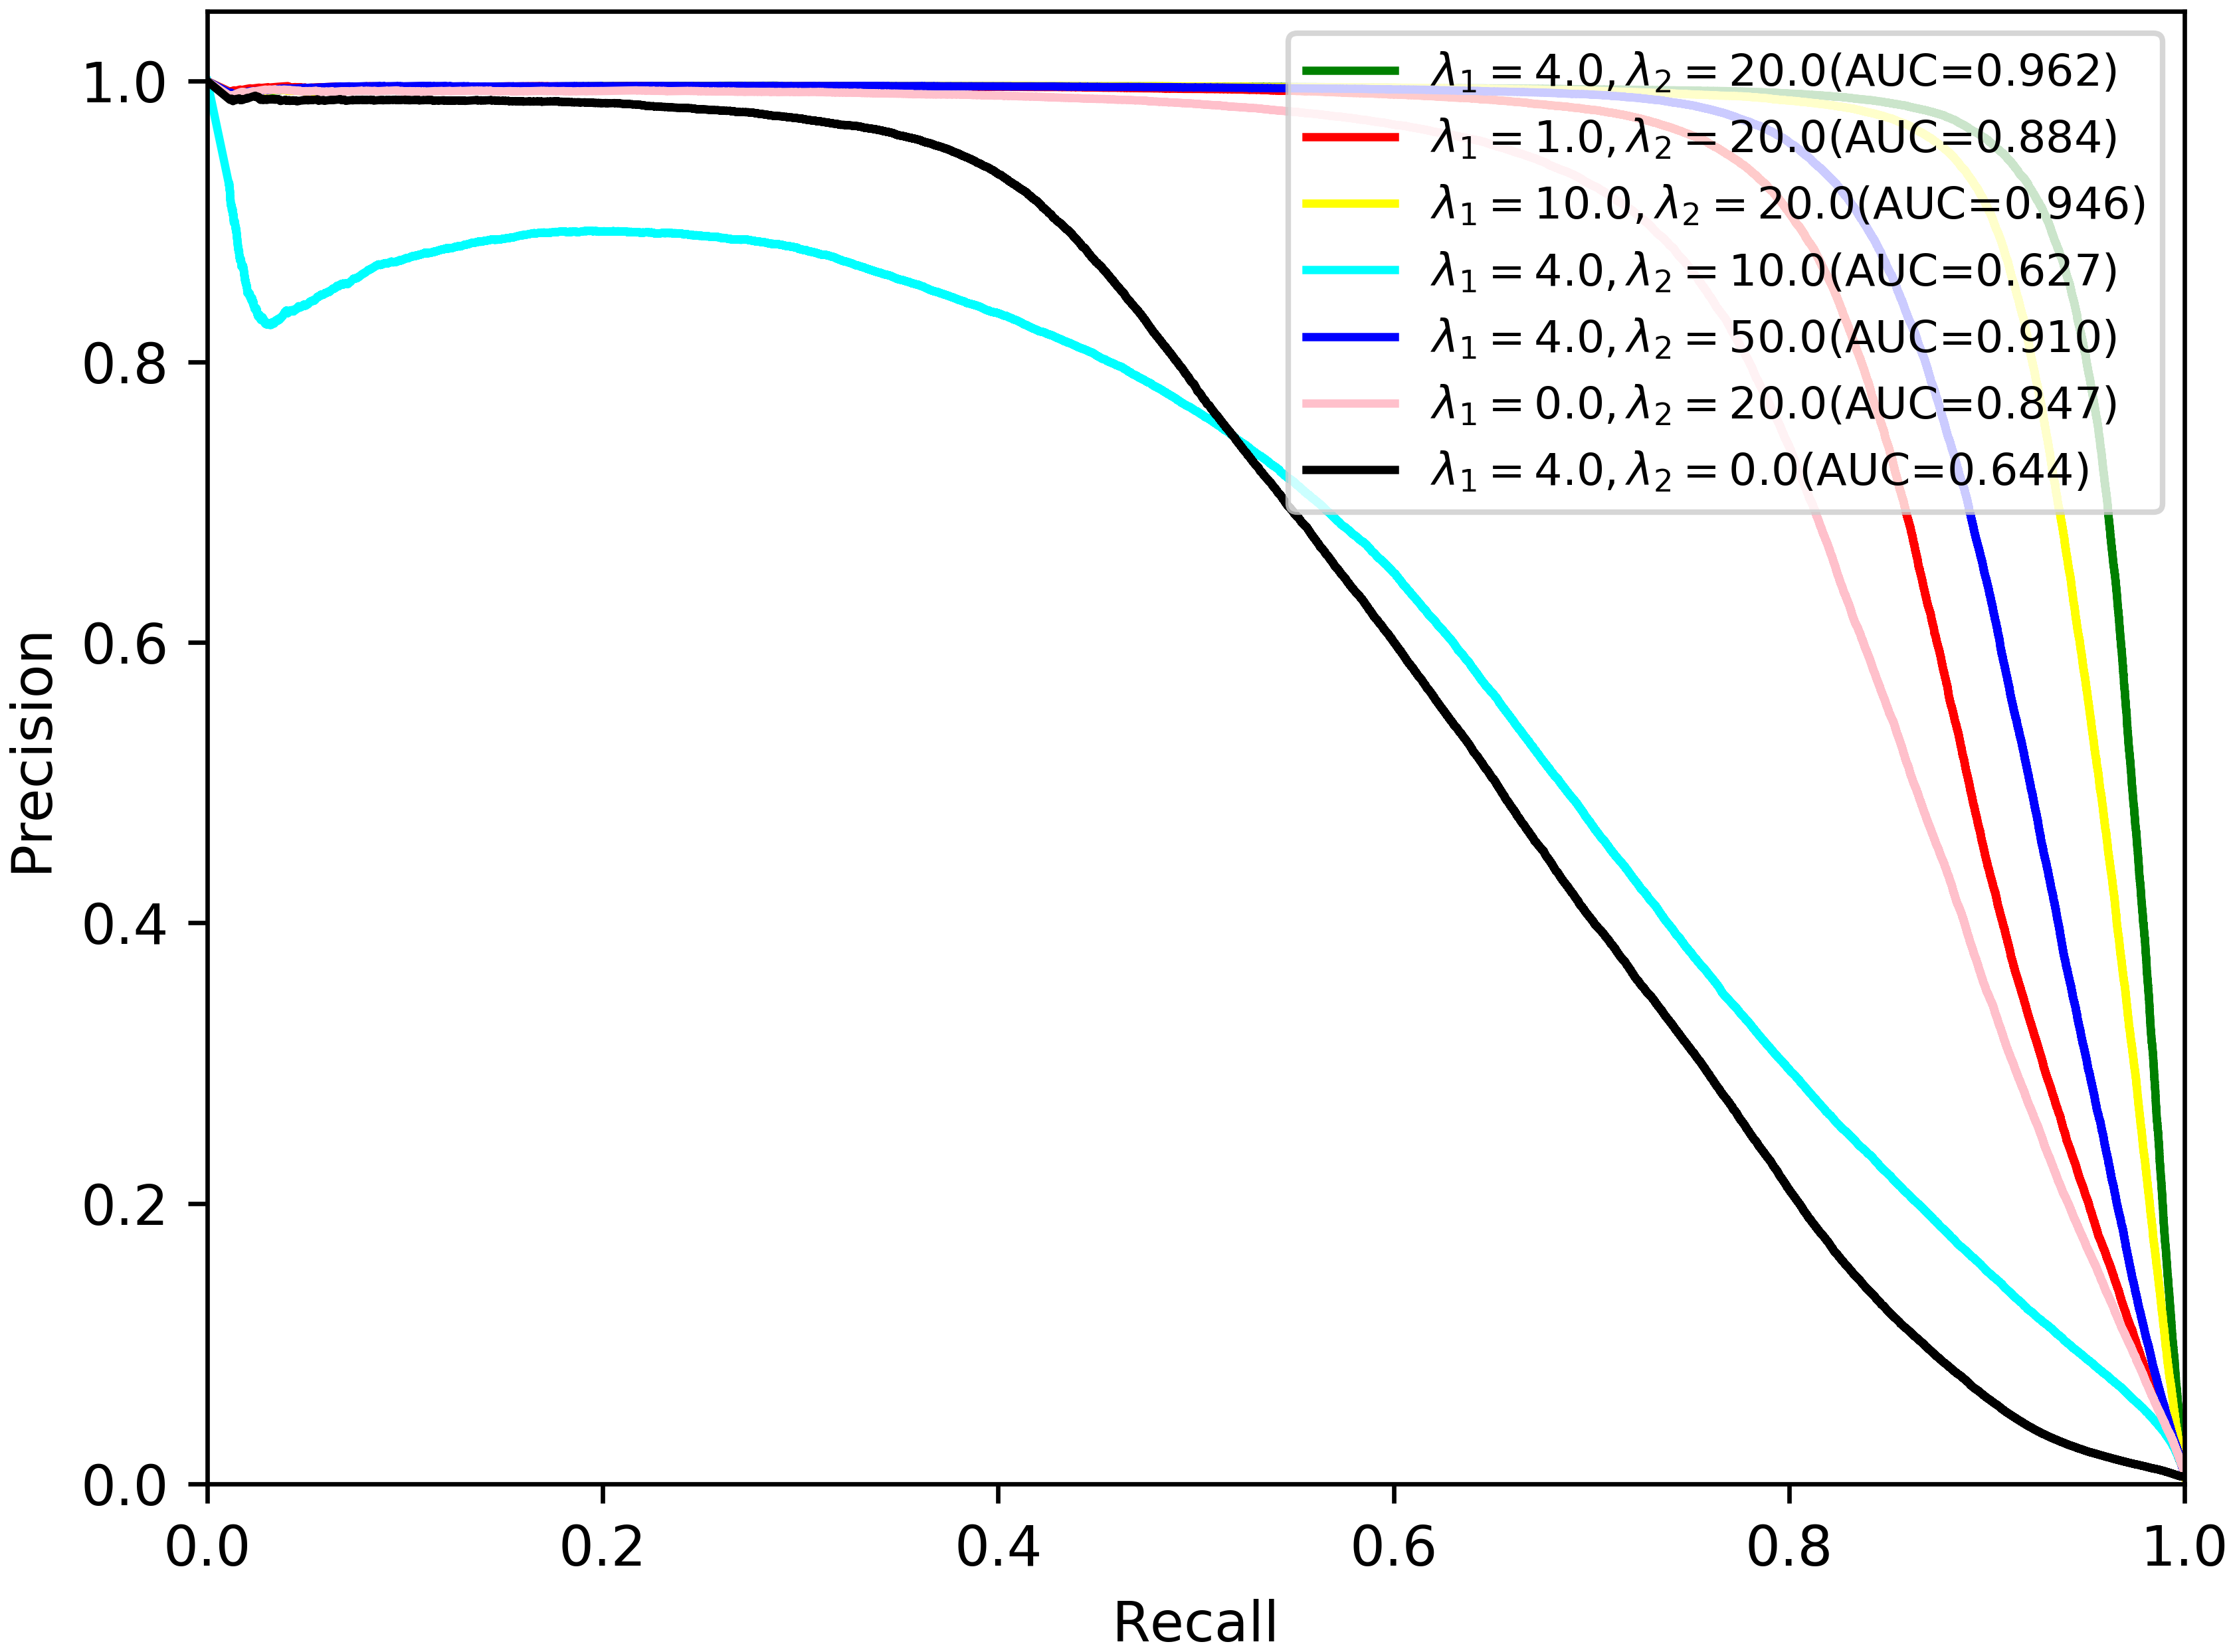 1.0
0.8
0.6
0.4
0.2
0.0
Precision
λ₁ = 4.0, λ₂ = 20.0(AUC=0.962)
λ₁ = 1.0, λ₂ = 20.0(AUC=0.884)
λ₁ = 10.0, λ₂ = 20.0(AUC=0.946)
λ₁ = 4.0, λ₂ = 10.0(AUC=0.627)
λ₁ = 4.0, λ₂ = 50.0(AUC=0.910)
λ₁ = 0.0, λ₂ = 20.0(AUC=0.847)
λ₁ = 4.0, λ₂ = 0.0(AUC=0.644)
0.0 0.2 0.4 0.6 0.8 1.0
Recall